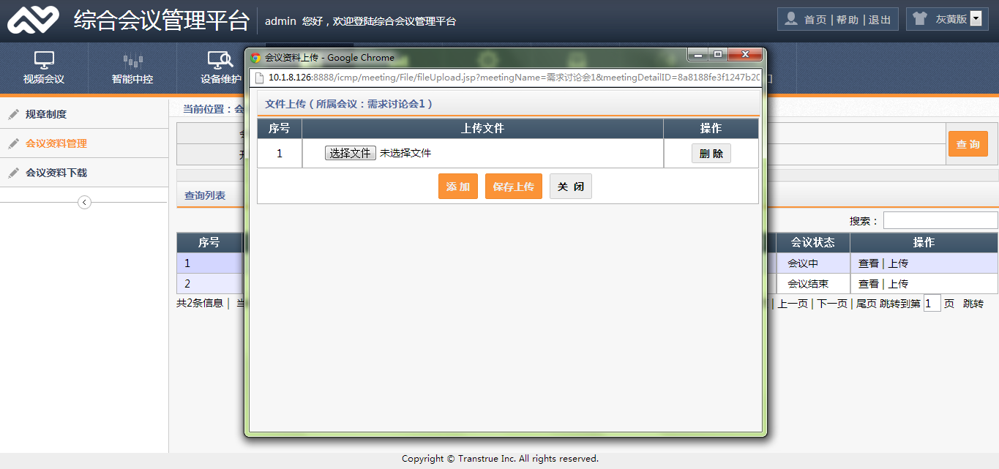 综合会议管理平台
admin 您好，欢迎登陆综合会议管理平台
首页 | 帮助 | 退出
灰黄版
视频会议
智能中控
设备维护
会议资料上传 - Google Chrome
10.1.8.126:8888/icmp/meeting/File/fileUpload.jsp?meetingName=需求讨论会1&meetingDetailID=8a8188fe3f1247b20
规章制度
会议资料管理
会议资料下载
当前位置：会
文件上传（所属会议：需求讨论会1）
序号 上传文件 操作
1 选择文件 未选择文件 删 除
添 加 保存上传 关 闭
查 询
查询列表
搜索：
序号 会议状态 操作
1 会议中 查看 | 上传
2 会议结束 查看 | 上传
共2条信息 | 当 | 上一页 | 下一页 | 尾页 跳转到第 1 页 跳转
Copyright © Transtrue Inc. All rights reserved.